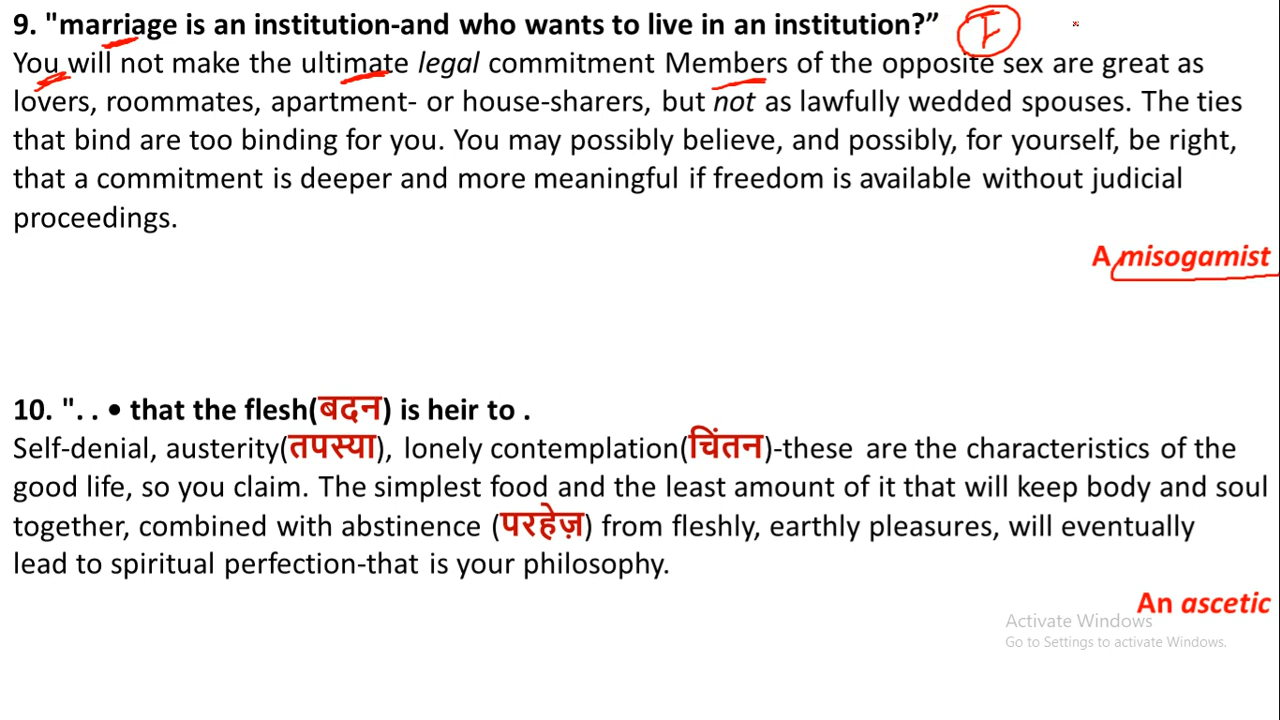 9. "marriage is an institution-and who wants to live in an institution?” I
You will not make the ultimate legal commitment Members of the opposite sex are great as
lovers, roommates, apartment- or house-sharers, but not as lawfully wedded spouses. The ties
that bind are too binding for you. You may possibly believe, and possibly, for yourself, be right,
that a commitment is deeper and more meaningful if freedom is available without judicial
proceedings.
A misogamist
10. ". . • that the flesh(बदन) is heir to .
Self-denial, austerity(तपस्या), lonely contemplation(चिंतन)-these are the characteristics of the
good life, so you claim. The simplest food and the least amount of it that will keep body and soul
together, combined with abstinence (परहेज़) from fleshly, earthly pleasures, will eventually
lead to spiritual perfection-that is your philosophy.
An ascetic
Activate Windows
Go to Settings to activate Windows.